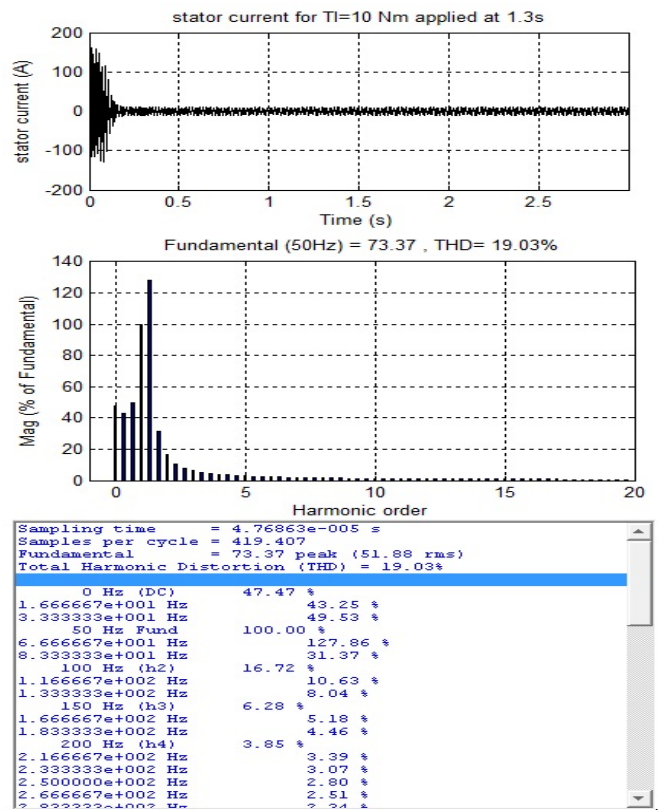 stator current for Tl=10 Nm applied at 1.3s
200
100
0
-100
-200
stator current (A)
0 0.5 1 1.5 2 2.5
Time (s)
Fundamental (50Hz) = 73.37 , THD= 19.03%
140
120
100
80
60
40
20
0
Mag (% of Fundamental)
0 5 10 15 20
Harmonic order
Sampling time = 4.76863e-005 s
Samples per cycle = 419.407
Fundamental = 73.37 peak (51.88 rms)
Total Harmonic Distortion (THD) = 19.03%
0 Hz (DC) 47.47 %
1.666667e+001 Hz 43.25 %
3.333333e+001 Hz 49.53 %
50 Hz Fund 100.00 %
6.666667e+001 Hz 127.86 %
8.333333e+001 Hz 31.37 %
100 Hz (h2) 16.72 %
1.166667e+002 Hz 10.63 %
1.333333e+002 Hz 8.04 %
150 Hz (h3) 6.28 %
1.666667e+002 Hz 5.18 %
1.833333e+002 Hz 4.46 %
200 Hz (h4) 3.85 %
2.166667e+002 Hz 3.39 %
2.333333e+002 Hz 3.07 %
2.500000e+002 Hz 2.80 %
2.666667e+002 Hz 2.51 %
2.833333e+002 Hz 2.34 %